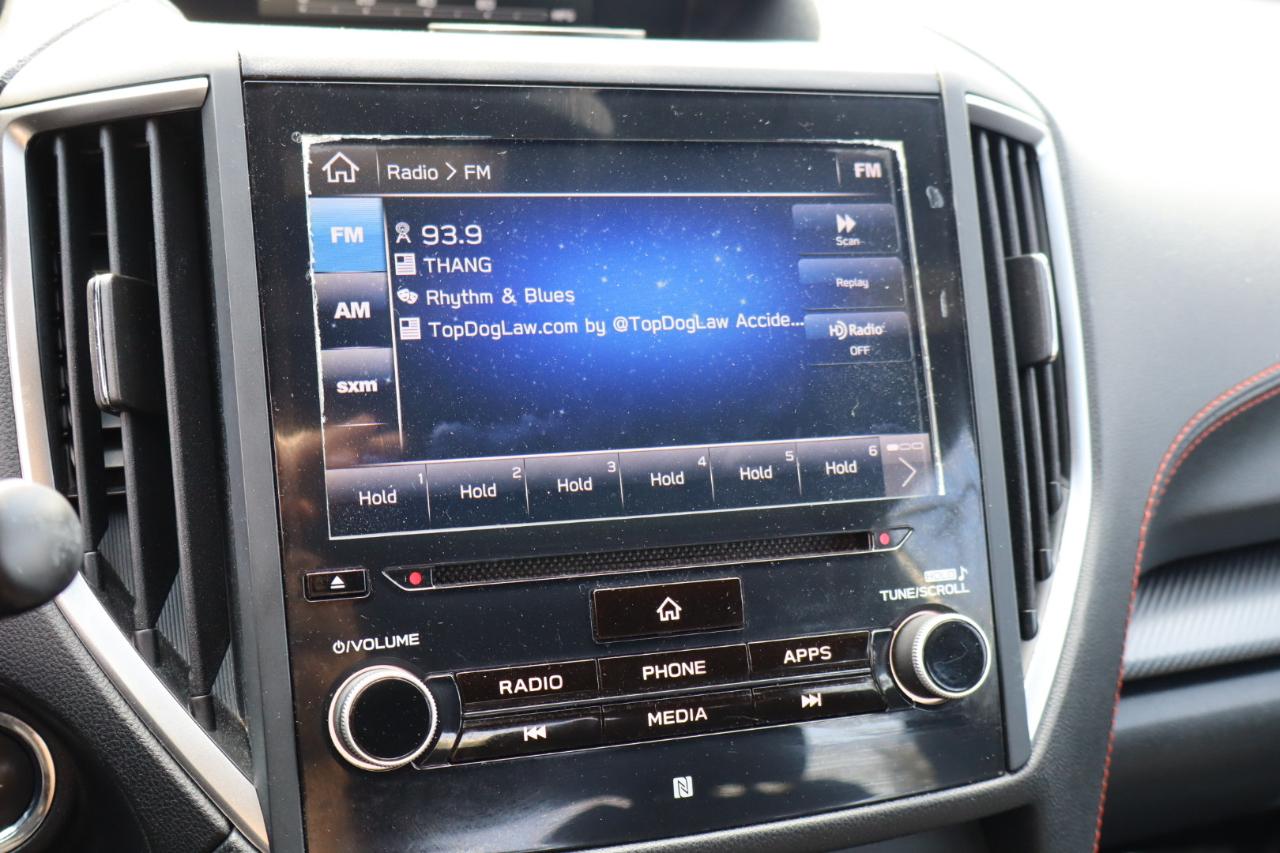 Radio > FM
FM
FM
93.9
Scan
THANG
AM
Rhythm & Blues
Replay
TopDogLaw.com by @TopDogLaw Accide...
HD Radio
OFF
sxm
Hold 1
Hold 2
Hold 3
Hold 4
Hold 5
Hold 6
TUNE/SCROLL
/VOLUME
RADIO
PHONE
APPS
MEDIA